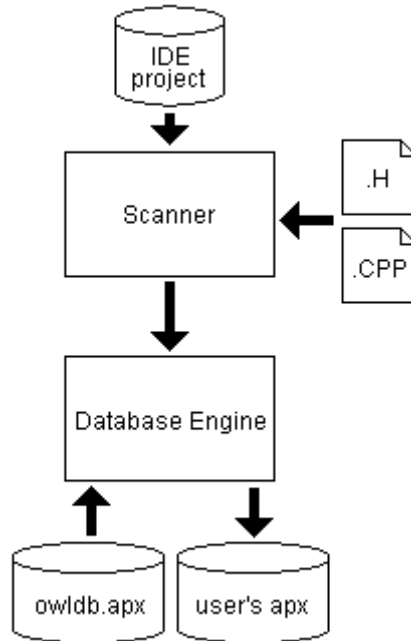 IDE
project
Scanner
.H
.CPP
Database Engine
owldb.apx
user's apx